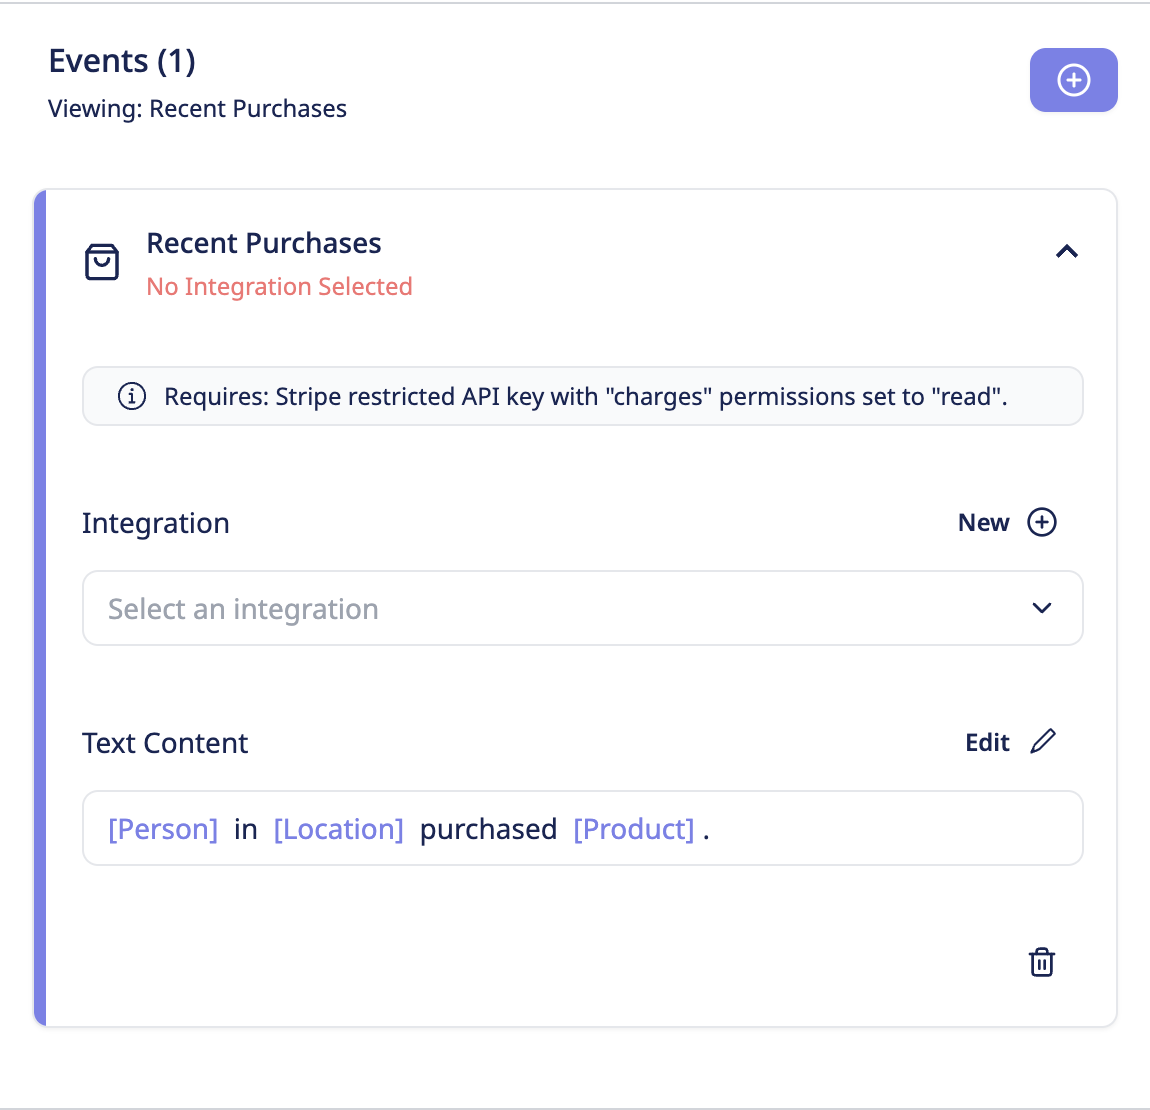 Events (1)
Viewing: Recent Purchases
Recent Purchases
No Integration Selected
Requires: Stripe restricted API key with "charges" permissions set to "read".
Integration
New
Select an integration
Text Content
Edit
[Person] in [Location] purchased [Product] .